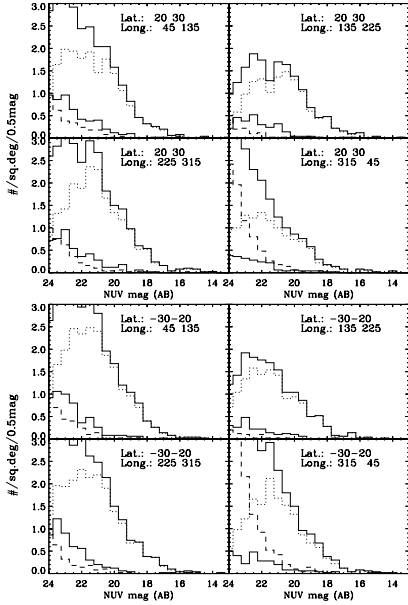 3.0
2.5
2.0
1.5
1.0
0.5
0.0
Lat.: 20 30
Long.: 45 135
Lat.: 20 30
Long.: 135 225
#/sq.deg/0.5mag
2.5
2.0
1.5
1.0
0.5
0.0
Lat.: 20 30
Long.: 225 315
Lat.: 20 30
Long.: 315 45
24 22 20 18 16 14
24 22 20 18 16 14
NUV mag (AB)
NUV mag (AB)
#/sq.deg/0.5mag
3.0
2.5
2.0
1.5
1.0
0.5
0.0
Lat.: -30-20
Long.: 45 135
Lat.: -30-20
Long.: 135 225
#/sq.deg/0.5mag
2.5
2.0
1.5
1.0
0.5
0.0
Lat.: -30-20
Long.: 225 315
Lat.: -30-20
Long.: 315 45
24 22 20 18 16 14
24 22 20 18 16 14
NUV mag (AB)
NUV mag (AB)
#/sq.deg/0.5mag